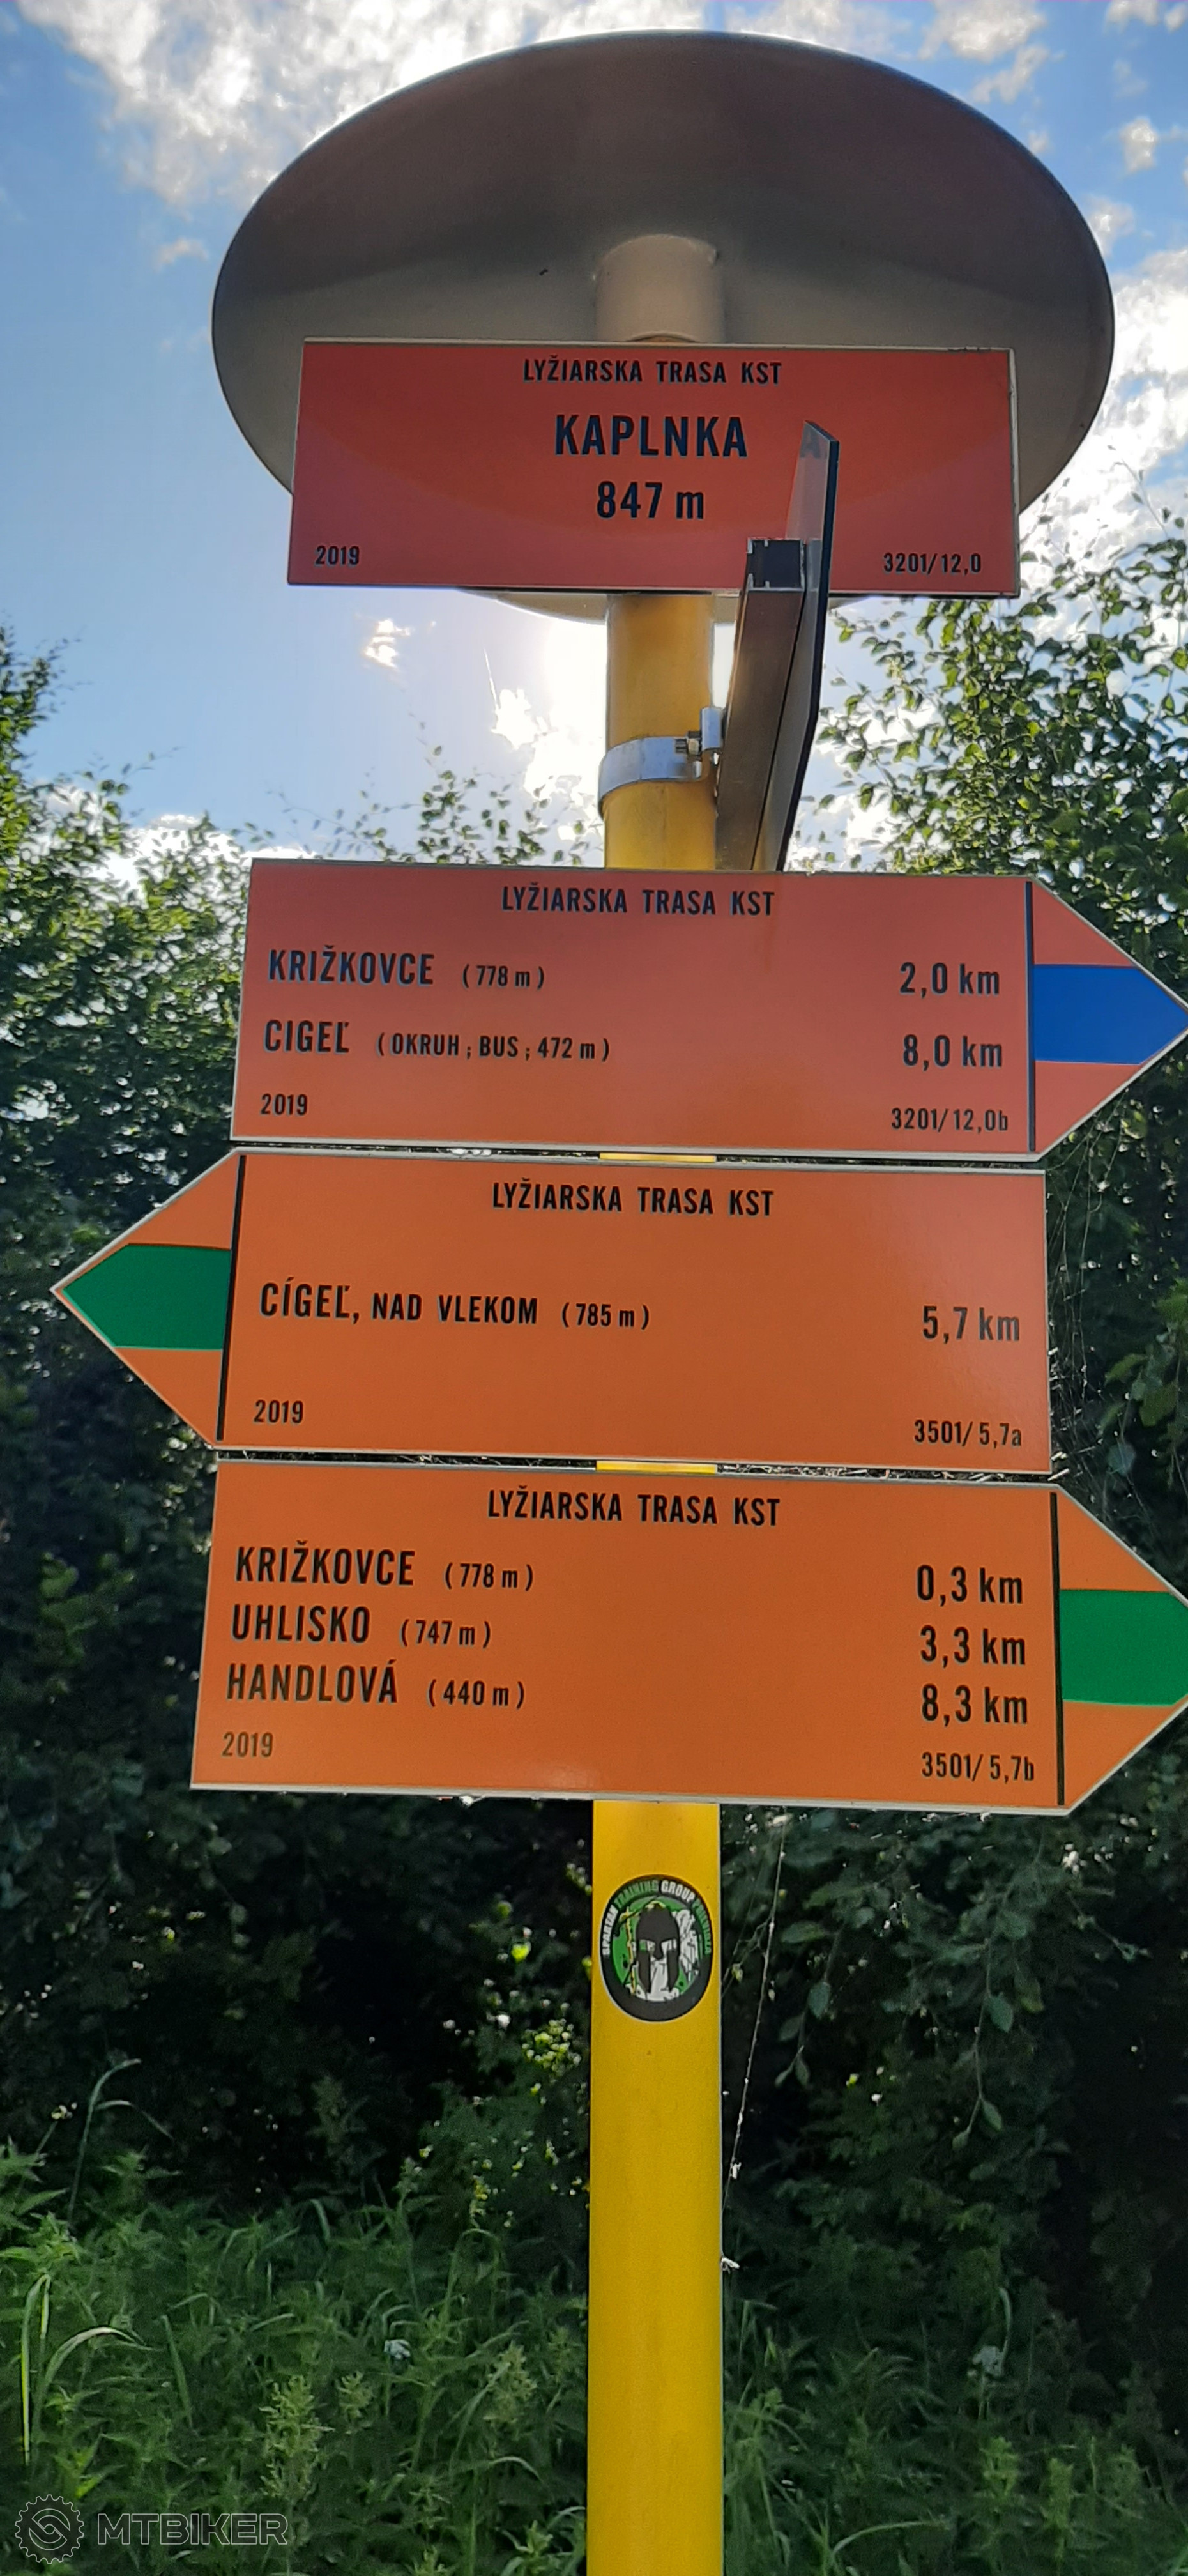 LYŽIARSKA TRASA KST
KAPLNKA
847 m
2019 3201/12,0
LYŽIARSKA TRASA KST
KRIŽKOVCE (778 m) 2,0 km
CIGEĽ (OKRUH ; BUS ; 472 m) 8,0 km
2019 3201/12,0b
LYŽIARSKA TRASA KST
CÍGEĽ, NAD VLEKOM (785 m) 5,7 km
2019 3501/5,7a
LYŽIARSKA TRASA KST
KRIŽKOVCE (778 m) 0,3 km
UHLISKO (747 m) 3,3 km
HANDLOVÁ (440 m) 8,3 km
2019 3501/5,7b
SPARTAN TRAINING GROUP
MTBIKER